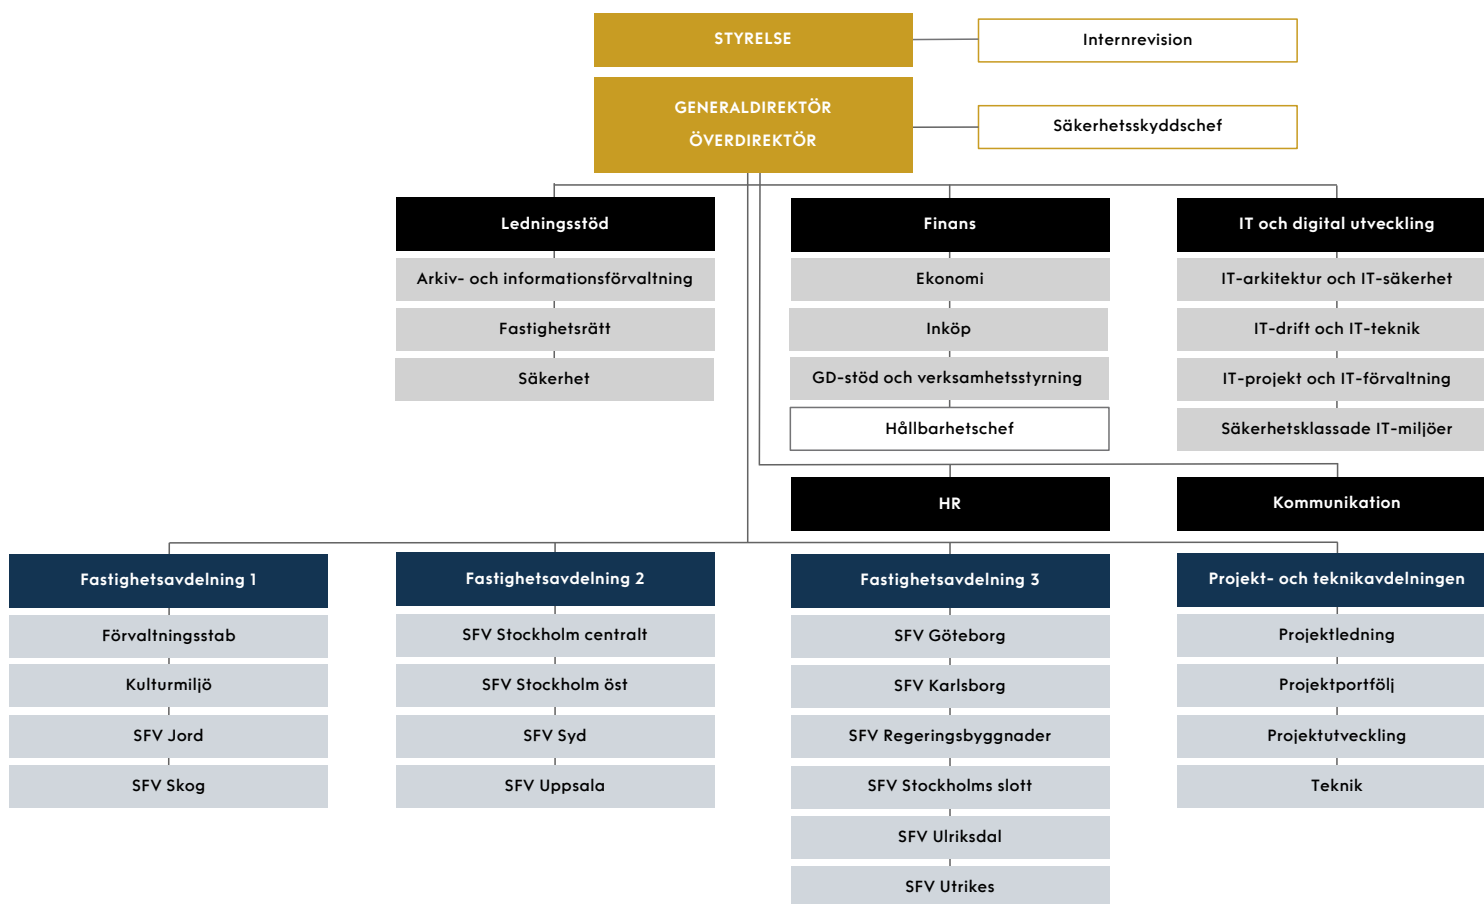 STYRELSE
Internrevision
GENERALDIREKTÖR
ÖVERDIREKTÖR
Säkerhetsskyddschef
Ledningsstöd
Arkiv- och informationsförvaltning
Fastighetsrätt
Säkerhet
Finans
Ekonomi
Inköp
GD-stöd och verksamhetsstyrning
Hållbarhetschef
IT och digital utveckling
IT-arkitektur och IT-säkerhet
IT-drift och IT-teknik
IT-projekt och IT-förvaltning
Säkerhetsklassade IT-miljöer
HR
Kommunikation
Fastighetsavdelning 1
Förvaltningsstab
Kulturmiljö
SFV Jord
SFV Skog
Fastighetsavdelning 2
SFV Stockholm centralt
SFV Stockholm öst
SFV Syd
SFV Uppsala
Fastighetsavdelning 3
SFV Göteborg
SFV Karlsborg
SFV Regeringsbyggnader
SFV Stockholms slott
SFV Ulriksdal
SFV Utrikes
Projekt- och teknikavdelningen
Projektledning
Projektportfölj
Projektutveckling
Teknik